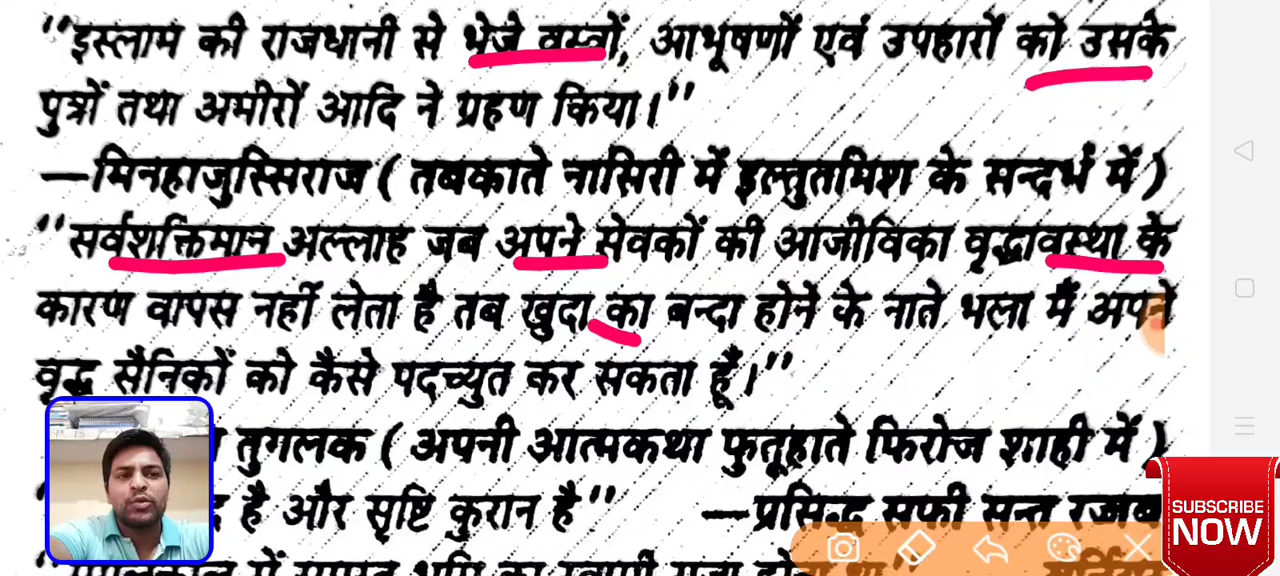 “इस्लाम की राजधानी से भेजे वस्त्रों, आभूषणों एवं उपहारों को उसके
पुत्रों तथा अमीरों आदि ने ग्रहण किया।”
—मिनहाजुस्सिराज ( तबकाते नासिरी में इल्तुतमिश के सन्दर्भ में )
“सर्वशक्तिमान अल्लाह जब अपने सेवकों की आजीविका वृद्धावस्था के
कारण वापस नहीं लेता है तब खुदा का बन्दा होने के नाते भला मैं अपने
वृद्ध सैनिकों को कैसे पदच्युत कर सकता हूँ।”
तुगलक ( अपनी आत्मकथा फुतूहाते फिरोज शाही में )
है और सृष्टि कुरान है” —प्रसिद्ध सूफी सन्त रज्जब
SUBSCRIBE
NOW